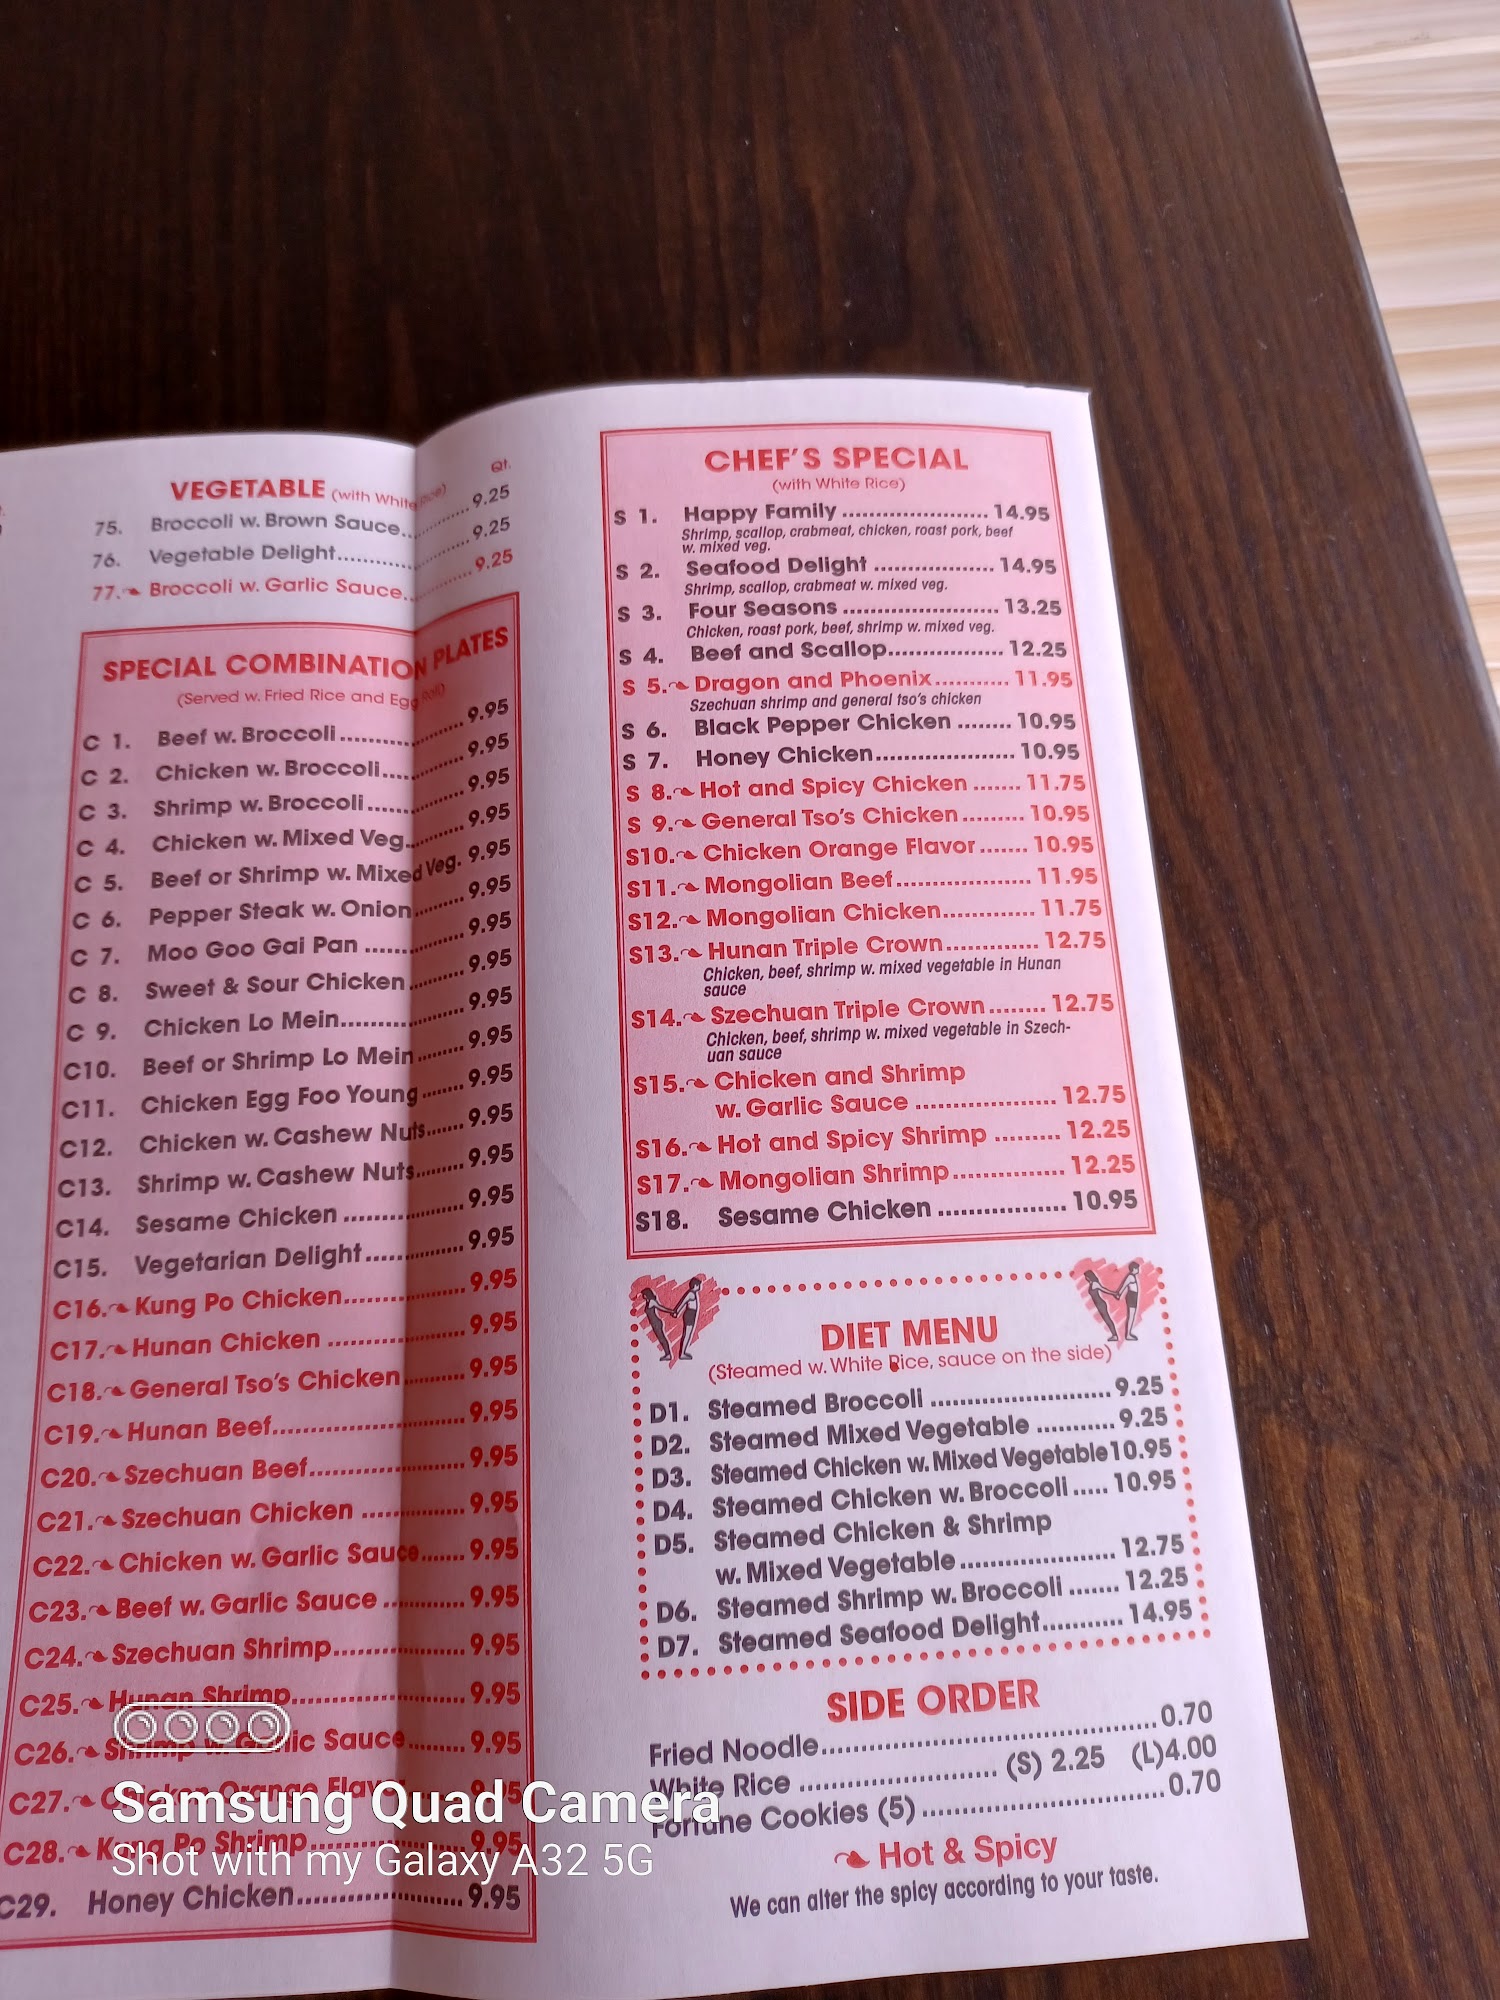 VEGETABLE (with White Rice) Qt.
75. Broccoli w. Brown Sauce 9.25
76. Vegetable Delight 9.25
77. Broccoli w. Garlic Sauce 9.25
SPECIAL COMBINATION PLATES
(Served w. Fried Rice and Egg Roll)
C 1. Beef w. Broccoli 9.95
C 2. Chicken w. Broccoli 9.95
C 3. Shrimp w. Broccoli 9.95
C 4. Chicken w. Mixed Veg. 9.95
C 5. Beef or Shrimp w. Mixed Veg. 9.95
C 6. Pepper Steak w. Onion 9.95
C 7. Moo Goo Gai Pan 9.95
C 8. Sweet & Sour Chicken 9.95
C 9. Chicken Lo Mein 9.95
C10. Beef or Shrimp Lo Mein 9.95
C11. Chicken Egg Foo Young 9.95
C12. Chicken w. Cashew Nuts 9.95
C13. Shrimp w. Cashew Nuts 9.95
C14. Sesame Chicken 9.95
C15. Vegetarian Delight 9.95
C16. Kung Po Chicken 9.95
C17. Hunan Chicken 9.95
C18. General Tso's Chicken 9.95
C19. Hunan Beef 9.95
C20. Szechuan Beef 9.95
C21. Szechuan Chicken 9.95
C22. Chicken w. Garlic Sauce 9.95
C23. Beef w. Garlic Sauce 9.95
C24. Szechuan Shrimp 9.95
C25. Hunan Shrimp 9.95
C26. Shrimp w. Garlic Sauce 9.95
C27. Chicken Orange Flavor 9.95
C28. Kung Po Shrimp 9.95
C29. Honey Chicken 9.95
CHEF'S SPECIAL
(with White Rice)
S 1. Happy Family 14.95
Shrimp, scallop, crabmeat, chicken, roast pork, beef
w. mixed veg.
S 2. Seafood Delight 14.95
Shrimp, scallop, crabmeat w. mixed veg.
S 3. Four Seasons 13.25
Chicken, roast pork, beef, shrimp w. mixed veg.
S 4. Beef and Scallop 12.25
S 5. Dragon and Phoenix 11.95
Szechuan shrimp and general tso's chicken
S 6. Black Pepper Chicken 10.95
S 7. Honey Chicken 10.95
S 8. Hot and Spicy Chicken 11.75
S 9. General Tso's Chicken 10.95
S10. Chicken Orange Flavor 10.95
S11. Mongolian Beef 11.95
S12. Mongolian Chicken 11.75
S13. Hunan Triple Crown 12.75
Chicken, beef, shrimp w. mixed vegetable in Hunan
sauce
S14. Szechuan Triple Crown 12.75
Chicken, beef, shrimp w. mixed vegetable in Szech-
uan sauce
S15. Chicken and Shrimp
w. Garlic Sauce 12.75
S16. Hot and Spicy Shrimp 12.25
S17. Mongolian Shrimp 12.25
S18. Sesame Chicken 10.95
DIET MENU
(Steamed w. White Rice, sauce on the side)
D1. Steamed Broccoli 9.25
D2. Steamed Mixed Vegetable 9.25
D3. Steamed Chicken w. Mixed Vegetable 10.95
D4. Steamed Chicken w. Broccoli 10.95
D5. Steamed Chicken & Shrimp
w. Mixed Vegetable 12.75
D6. Steamed Shrimp w. Broccoli 12.25
D7. Steamed Seafood Delight 14.95
SIDE ORDER
Fried Noodle 0.70
White Rice (S) 2.25 (L) 4.00
Fortune Cookies (5) 0.70
Hot & Spicy
We can alter the spicy according to your taste.
Samsung Quad Camera
Shot with my Galaxy A32 5G